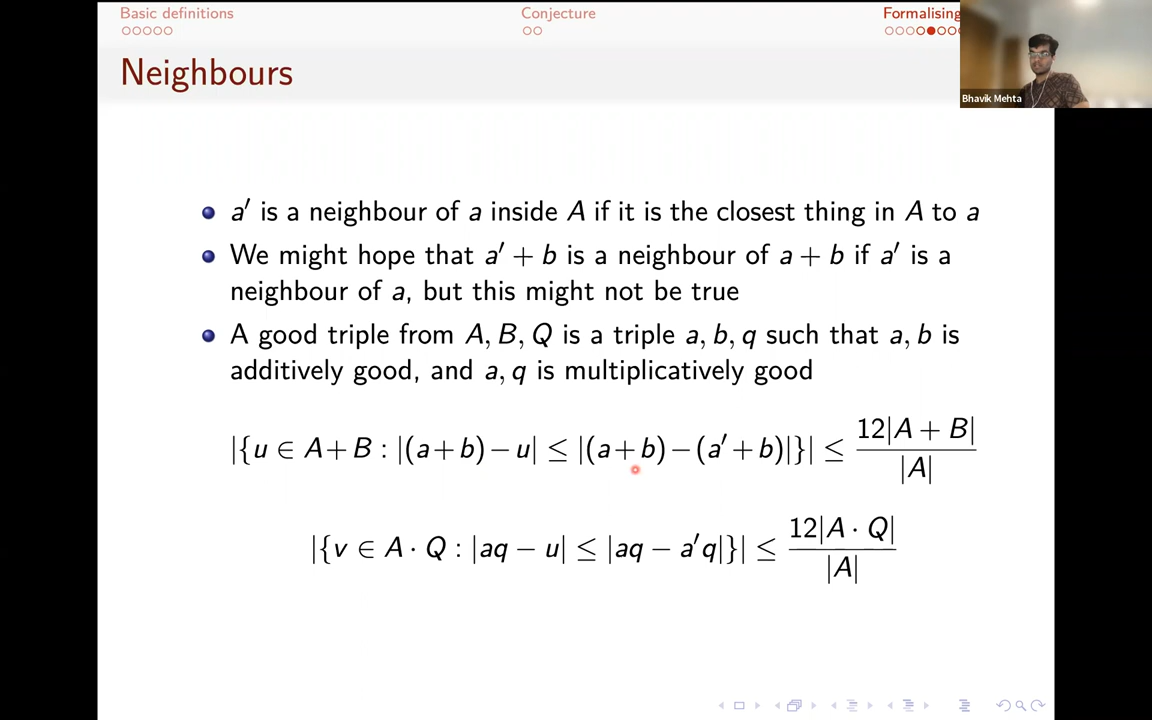 Basic definitions
Conjecture
Formalising
Bhavik Mehta
Neighbours
a′ is a neighbour of a inside A if it is the closest thing in A to a
We might hope that a′ + b is a neighbour of a + b if a′ is a
neighbour of a, but this might not be true
A good triple from A, B, Q is a triple a, b, q such that a, b is
additively good, and a, q is multiplicatively good
|{u ∈ A+B : |(a+b)−u| ≤ |(a+b)−(a′+b)|}| ≤ 12|A + B| / |A|
|{v ∈ A · Q : |aq − u| ≤ |aq − a′q|}| ≤ 12|A · Q| / |A|